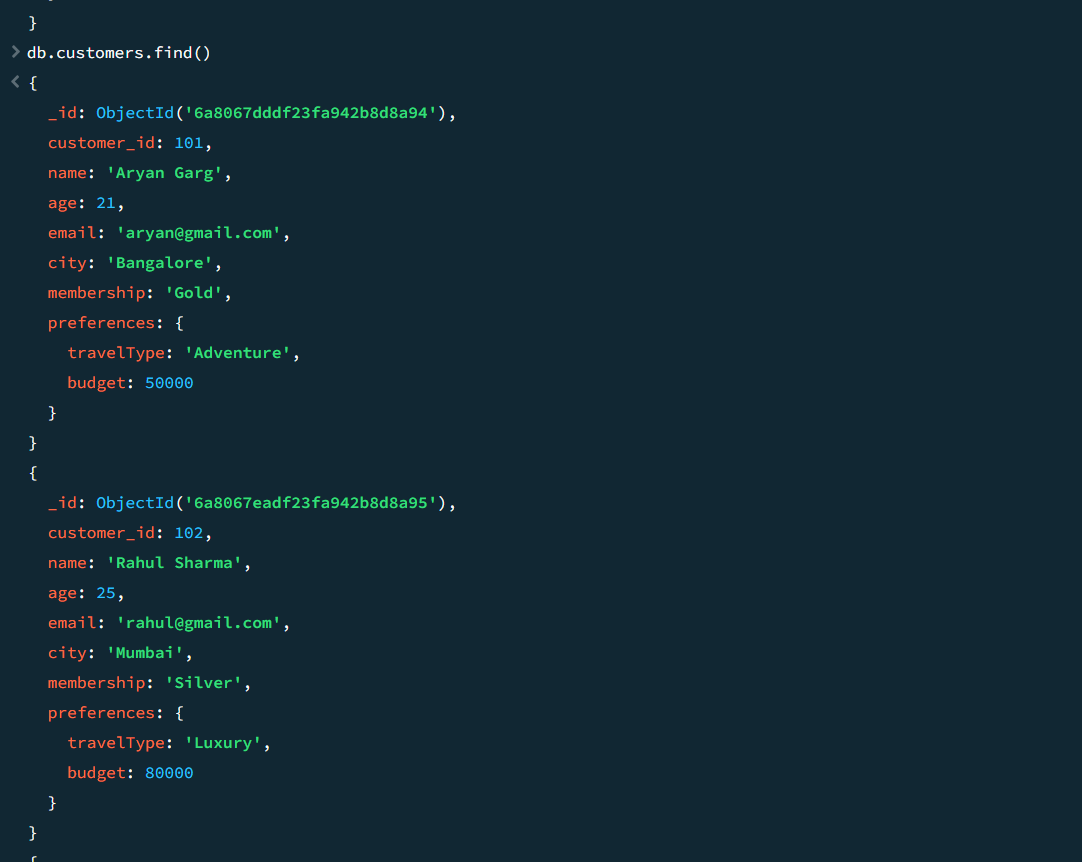 }
> db.customers.find()
< {
_id: ObjectId('6a8067dddf23fa942b8d8a94'),
customer_id: 101,
name: 'Aryan Garg',
age: 21,
email: 'aryan@gmail.com',
city: 'Bangalore',
membership: 'Gold',
preferences: {
travelType: 'Adventure',
budget: 50000
}
}
{
_id: ObjectId('6a8067eadf23fa942b8d8a95'),
customer_id: 102,
name: 'Rahul Sharma',
age: 25,
email: 'rahul@gmail.com',
city: 'Mumbai',
membership: 'Silver',
preferences: {
travelType: 'Luxury',
budget: 80000
}
}
{